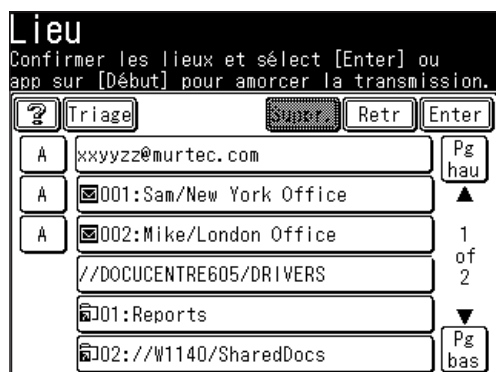 Lieu
Confirmer les lieux et sélect [Enter] ou
app sur [Début] pour amorcer la transmission.
? Triage Suppr. Retr Enter
A xxyyzz@murtec.com Pg hau
A 001:Sam/New York Office
A 002:Mike/London Office 1
//DOCUCENTRE605/DRIVERS of 2
01:Reports
02://W1140/SharedDocs Pg bas